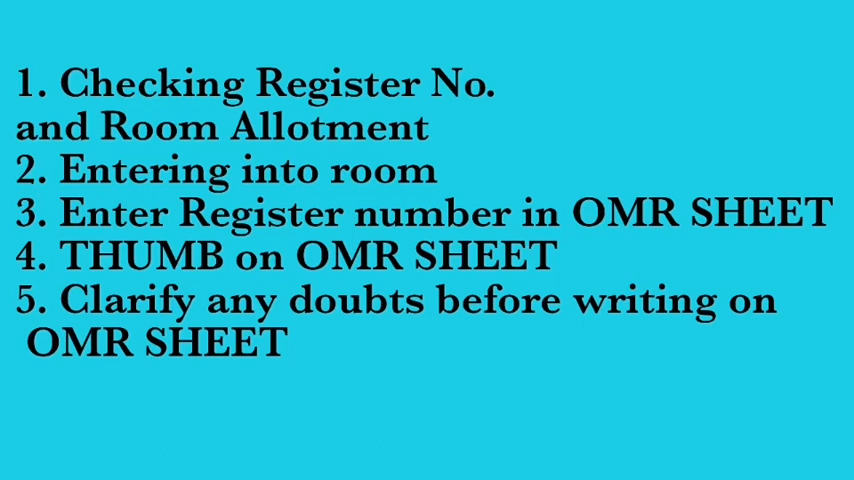 1. Checking Register No.
and Room Allotment
2. Entering into room
3. Enter Register number in OMR SHEET
4. THUMB on OMR SHEET
5. Clarify any doubts before writing on
OMR SHEET